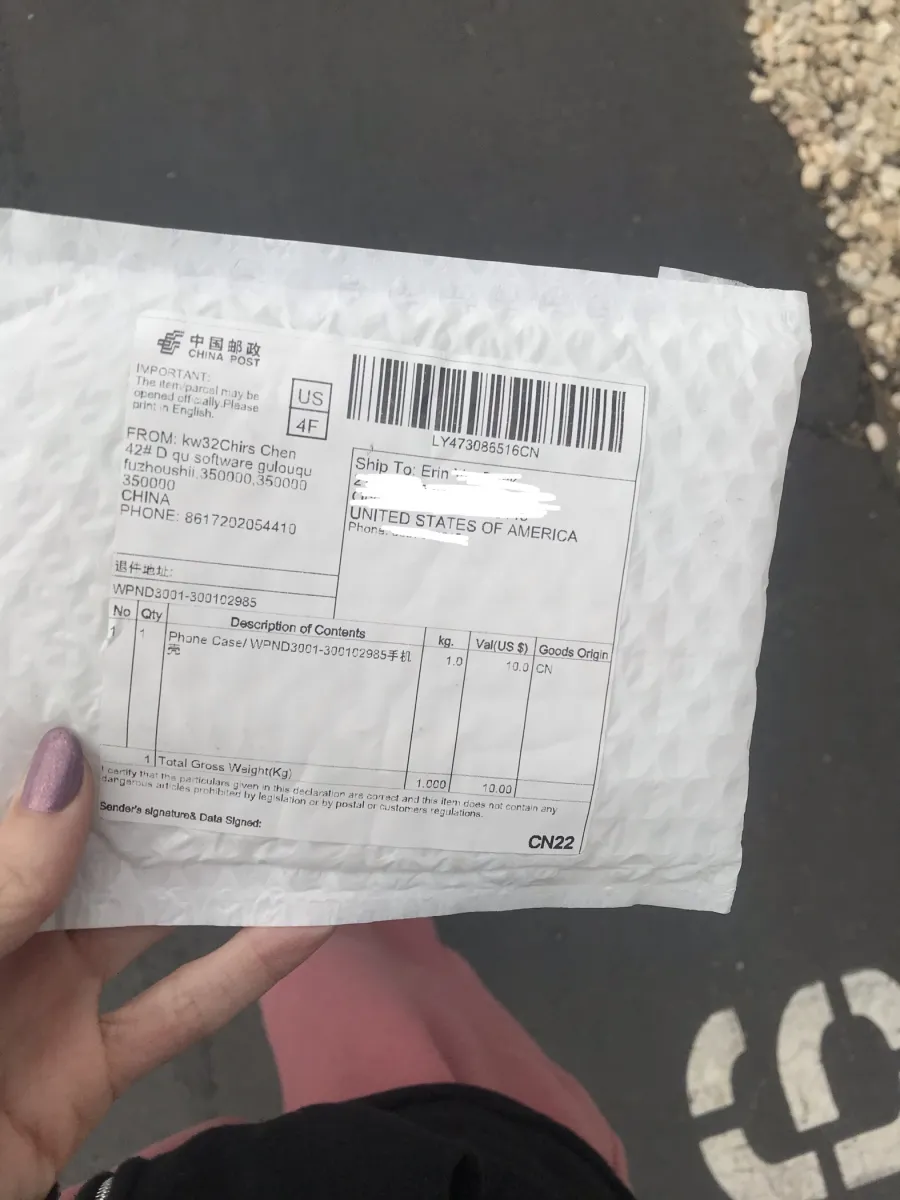 中国邮政
CHINA POST
IMPORTANT:
The item/parcel may be
opened officially.Please
print in English.
US
4F
LY473086516CN
FROM: kw32Chirs Chen
42# D qu software gulouqu
fuzhoushii,350000,350000
350000
CHINA
PHONE: 8617202054410
Ship To: Erin
UNITED STATES OF AMERICA
Phone:
退件地址:
WPND3001-300102985
No Qty Description of Contents kg. Val(US $) Goods Origin
1 1 Phone Case/ WPND3001-300102985手机
壳 1.0 10.0 CN
1 Total Gross Weight(Kg) 1.000 10.00
I certify that the particulars given in this declaration are correct and this item does not contain any
dangerous articles prohibited by legislation or by postal or customers regulations.
Sender's signature& Data Signed:
CN22